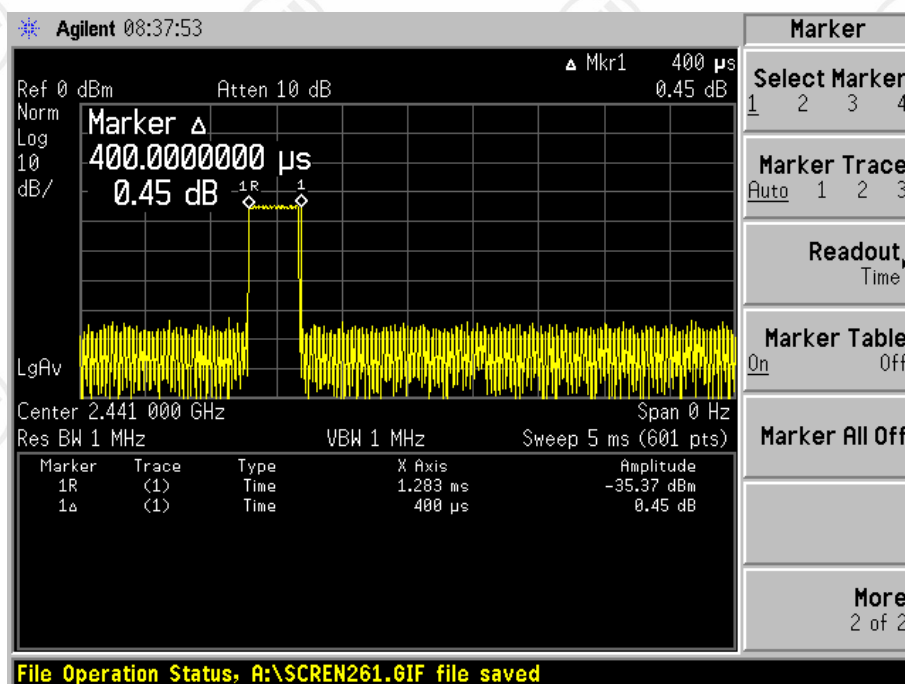 Agilent 08:37:53
Marker
Δ Mkr1 400 µs
Ref 0 dBm Atten 10 dB 0.45 dB
Norm
Log
10
dB/
Marker Δ
400.0000000 µs
0.45 dB
1R 1
LgAv
Center 2.441 000 GHz Span 0 Hz
Res BW 1 MHz VBW 1 MHz Sweep 5 ms (601 pts)
Marker Trace Type X Axis Amplitude
1R (1) Time 1.283 ms -35.37 dBm
1Δ (1) Time 400 µs 0.45 dB
Select Marker
1 2 3 4
Marker Trace
Auto 1 2 3
Readout
Time
Marker Table
On Off
Marker All Off
More
2 of 2
File Operation Status, A:\SCREN261.GIF file saved